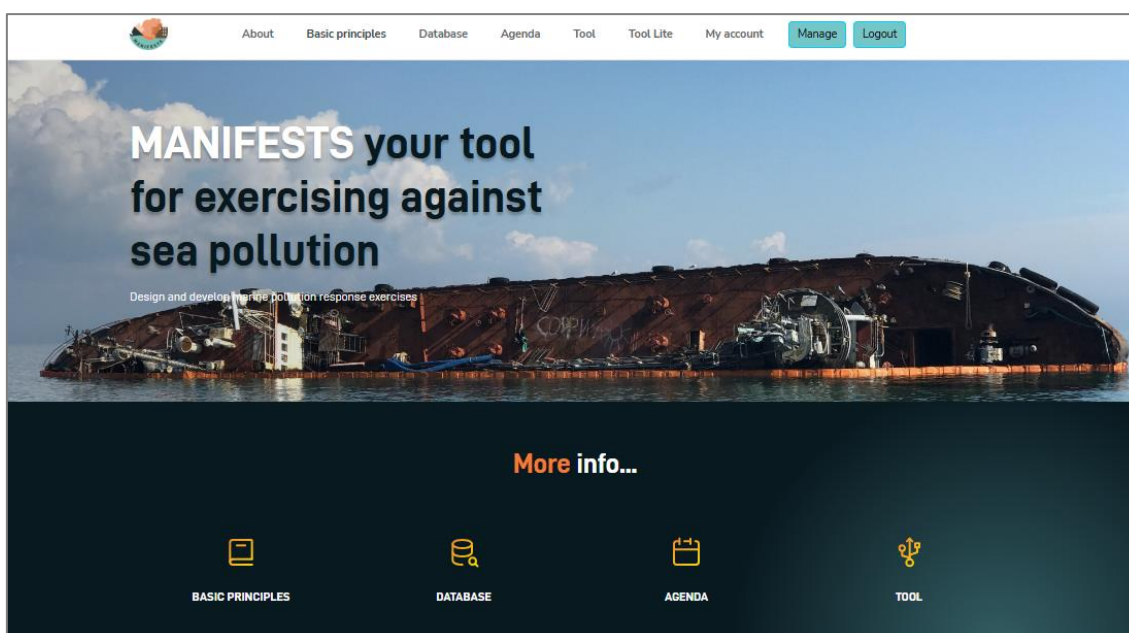 MANIFESTS
About
Basic principles
Database
Agenda
Tool
Tool Lite
My account
Manage
Logout
MANIFESTS your tool
for exercising against
sea pollution
Design and develop marine pollution response exercises
More info...
BASIC PRINCIPLES
DATABASE
AGENDA
TOOL